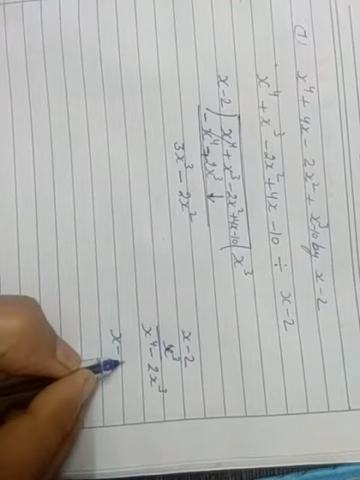 (7) x⁴ + 4x - 2x² + x³ - 10 by x - 2
x⁴ + x³ - 2x² + 4x - 10 ÷ x - 2
x - 2 ) x⁴ + x³ - 2x² + 4x - 10 ( x³
- x⁴ - 2x³ ↓
3x³ - 2x²
x - 2
x³
x⁴ - 2x³
x -